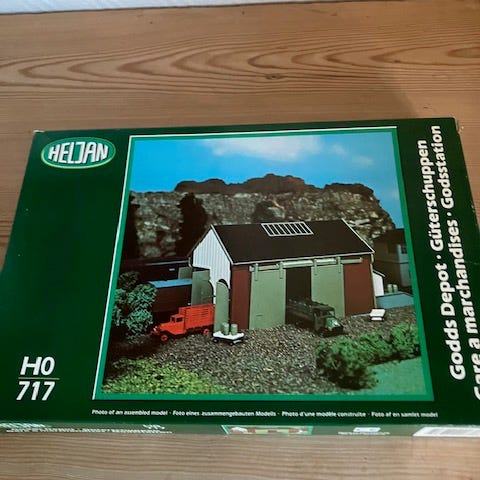 HELJAN
H0
717
Godds Depot · Güterschuppen
Gare a marchandises · Godsstation
Photo of an assembled model · Foto eines zusammengebauten Modells · Photo d'une modèle construite · Foto af en samlet model